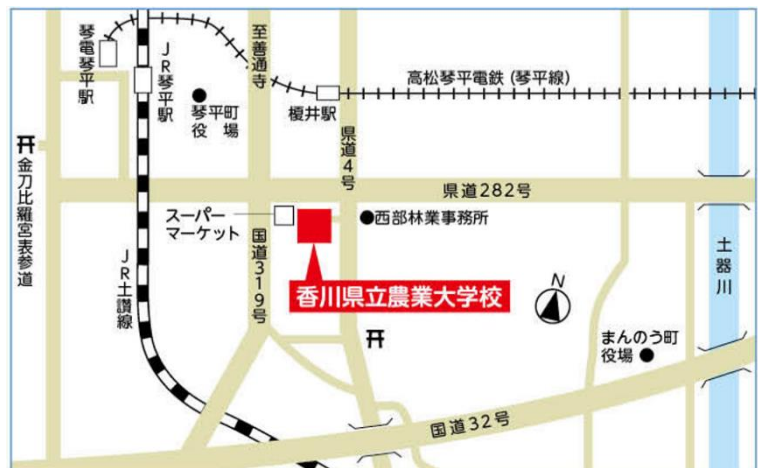 琴電琴平駅
JR琴平駅
琴平町
役場
至善通寺
榎井駅
高松琴平電鉄 (琴平線)
県道4号
金刀比羅宮表参道
県道282号
スーパー
マーケット
西部林業事務所
国道319号
JR土讃線
香川県立農業大学校
N
土器川
まんのう町
役場
国道32号